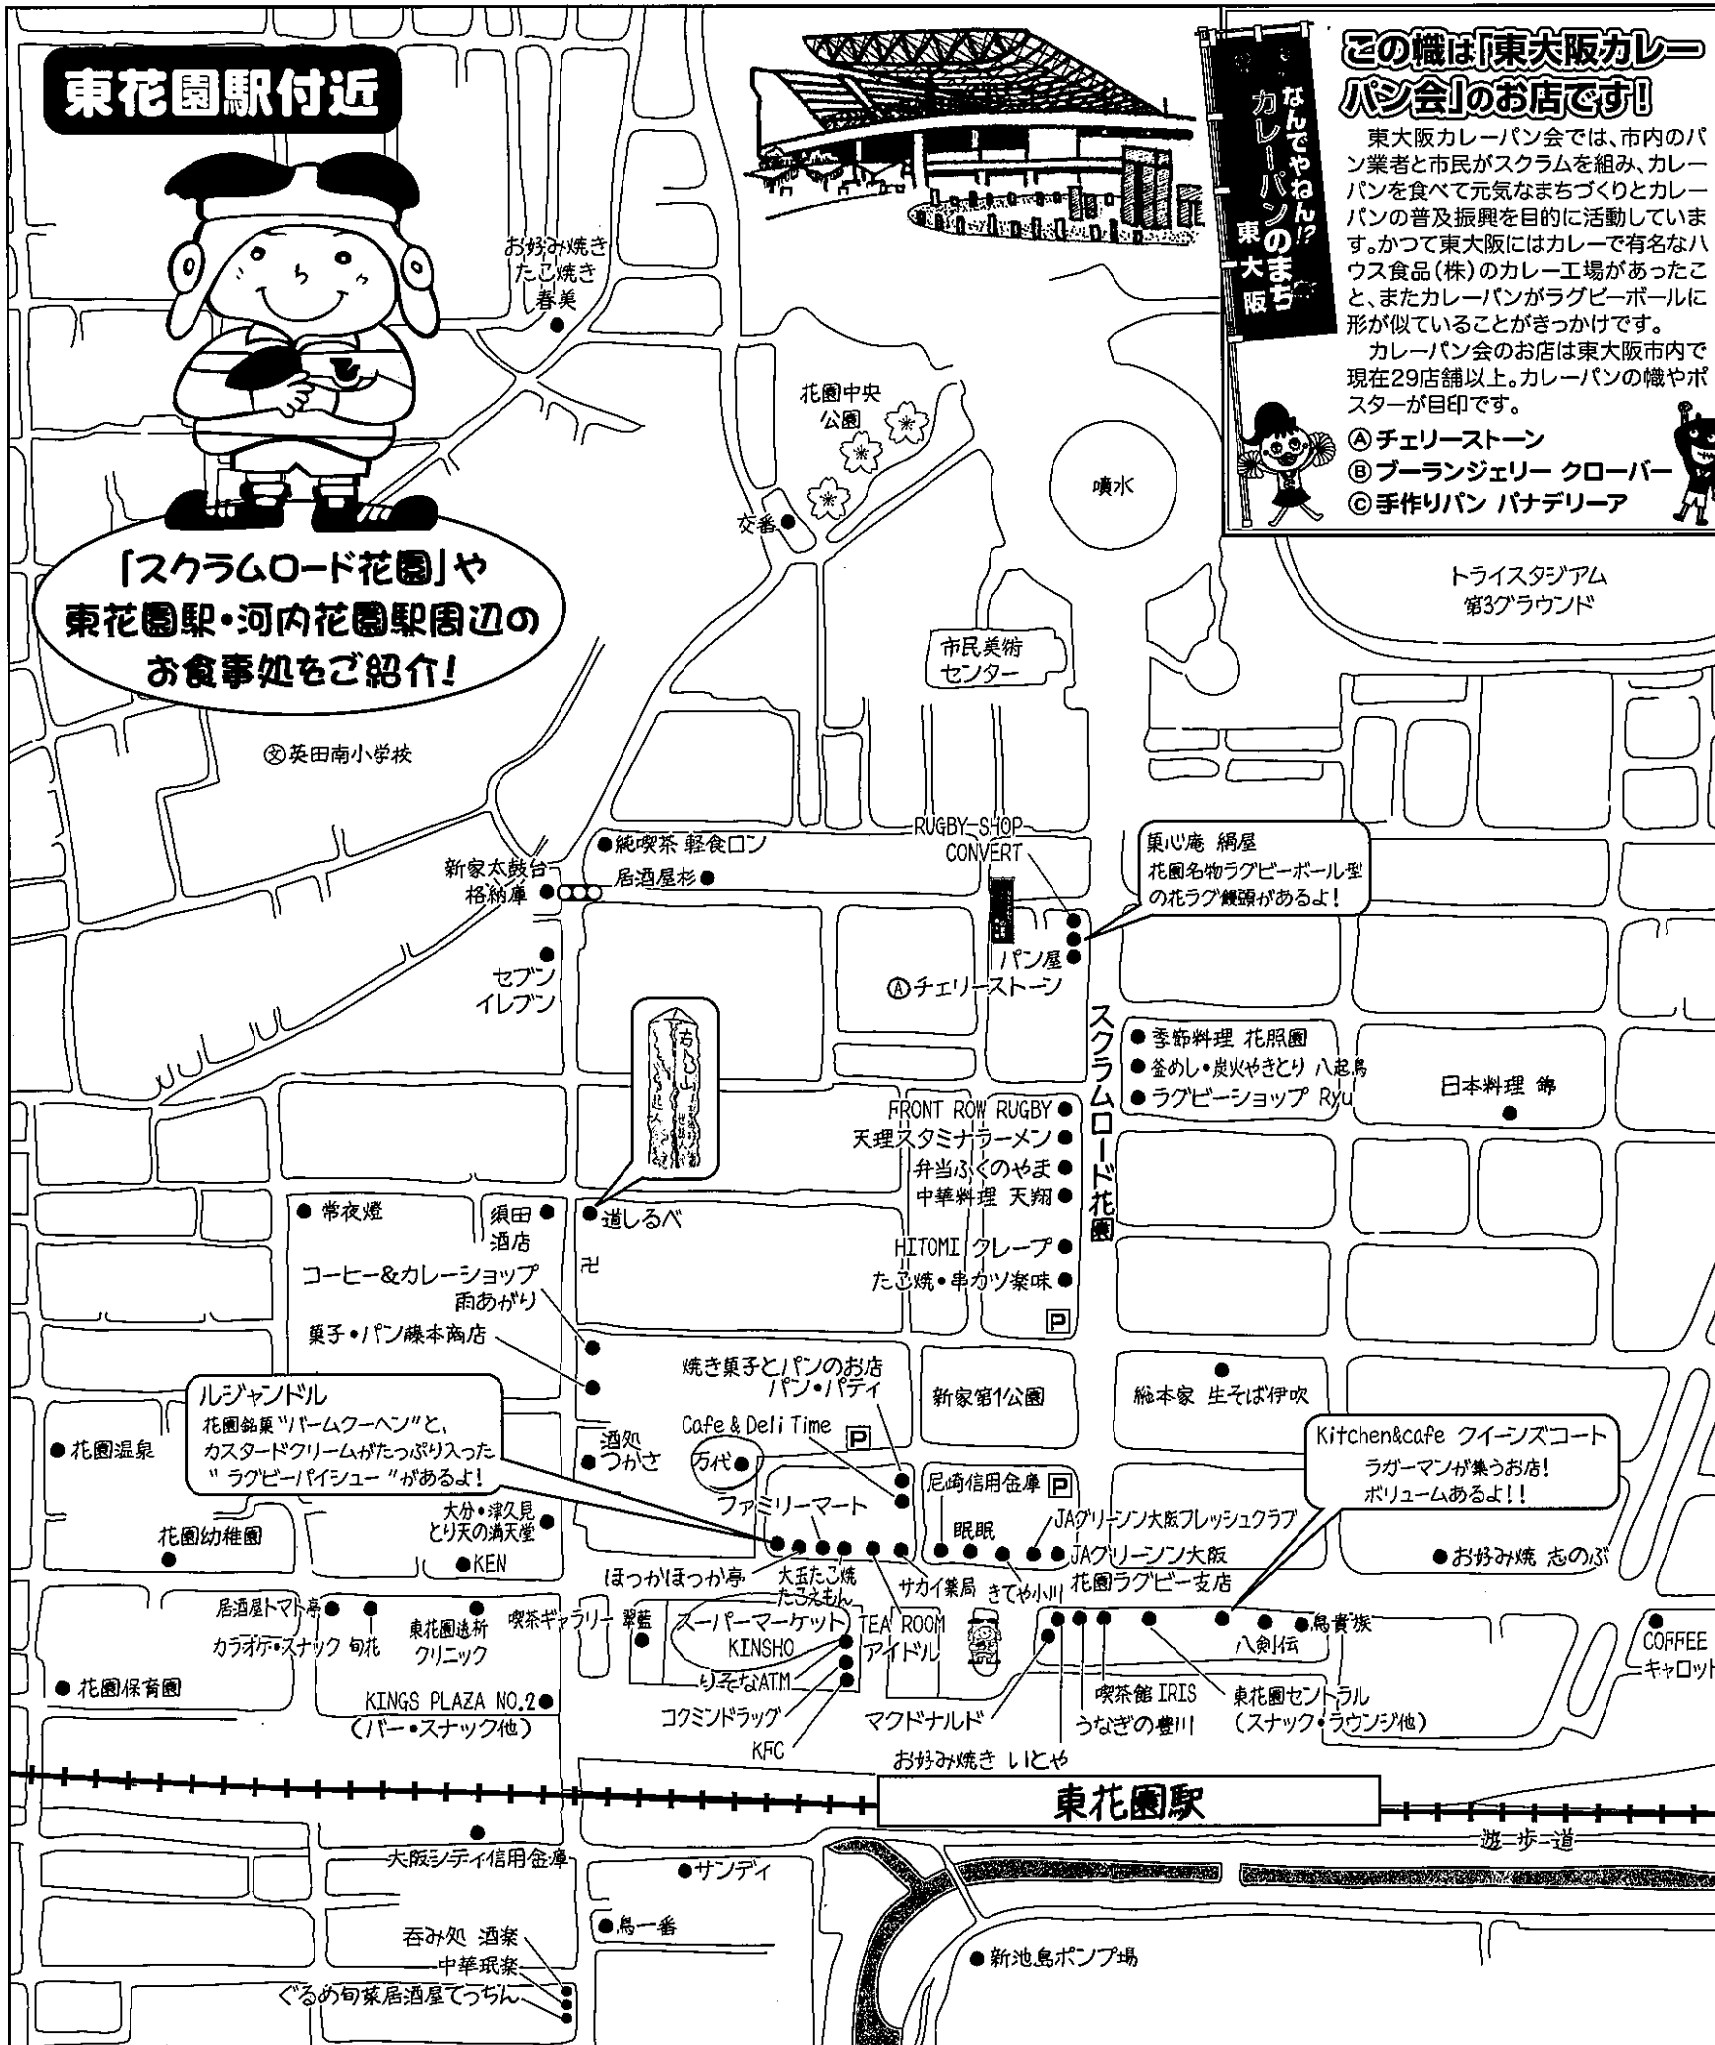 東花園駅付近
「スクラムロード花園」や
東花園駅・河内花園駅周辺の
お食事処をご紹介!
この幟は「東大阪カレー
パン会」のお店です!
なんでやねん!?
カレーパンのまち
東大阪
東大阪カレーパン会では、市内のパ
ン業者と市民がスクラムを組み、カレー
パンを食べて元気なまちづくりとカレー
パンの普及振興を目的に活動していま
す。かつて東大阪にはカレーで有名なハ
ウス食品(株)のカレー工場があったこ
と、またカレーパンがラグビーボールに
形が似ていることがきっかけです。
カレーパン会のお店は東大阪市内で
現在29店舗以上。カレーパンの幟やポ
スターが目印です。
Ⓐチェリーストーン
Ⓑブーランジェリー クローバー
Ⓒ手作りパン パナデリーア
お好み焼き
たこ焼き
春美
花園中央
公園
噴水
交番
トライスタジアム
第3グラウンド
市民美術
センター
㊛英田南小学校
RUGBY SHOP
CONVERT
菓心庵 絹屋
花園名物ラグビーボール型
の花ラグ饅頭があるよ!
純喫茶 軽食ロン
新家太鼓台
格納庫
居酒屋杉
セブン
イレブン
パン屋
Ⓐチェリーストーン
スクラムロード花園
季節料理 花照園
釜めし・炭火やきとり 八起鳥
ラグビーショップ Ryu
日本料理 錦
FRONT ROW RUGBY
天理スタミナラーメン
弁当ふくのやま
中華料理 天翔
HITOMI クレープ
たこ焼・串カツ楽味
P
常夜燈
須田
酒店
道しるべ
卍
コーヒー&カレーショップ
雨あがり
菓子・パン藤本商店
焼き菓子とパンのお店
パン・パティ
新家第1公園
総本家 生そば伊吹
ルジャンドル
花園銘菓"バームクーヘン"と、
カスタードクリームがたっぷり入った
"ラグビーパイシュー"があるよ!
Cafe & Deli Time
P
Kitchen&cafe クイーンズコート
ラガーマンが集うお店!
ボリュームあるよ!!
花園温泉
酒処
つかさ
万代
尼崎信用金庫
P
ファミリーマート
大分・津久見
とり天の満天堂
JAグリーン大阪フレッシュクラブ
眠眠
花園幼稚園
KEN
JAグリーン大阪
花園ラグビー支店
お好み焼 志のぶ
ほっかほっか亭
大玉たこ焼
たこえもん
サカイ薬局
きてや小川
居酒屋トマト亭
カラオケ・スナック 旬花
東花園透析
クリニック
喫茶ギャラリー 翠藍
スーパーマーケット
KINSHO
TEA ROOM
アイドル
鳥貴族
八剣伝
COFFEE
キャロット
花園保育園
KINGS PLAZA NO.2
(バー・スナック他)
りそなATM
コクミンドラッグ
KFC
マクドナルド
喫茶館 IRIS
うなぎの豊川
東花園セントラル
(スナック・ラウンジ他)
お好み焼き いとや
東花園駅
遊歩道
大阪シティ信用金庫
サンディ
鳥一番
呑み処 酒楽
中華珉楽
ぐるめ旬菜居酒屋てっちん
新池島ポンプ場